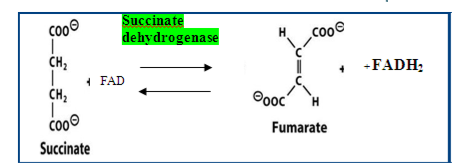 Succinate
dehydrogenase
COO⊖
CH₂
+ FAD
CH₂
COO⊖
Succinate
H COO⊖
C
C
⊖OOC H
Fumarate
+FADH₂